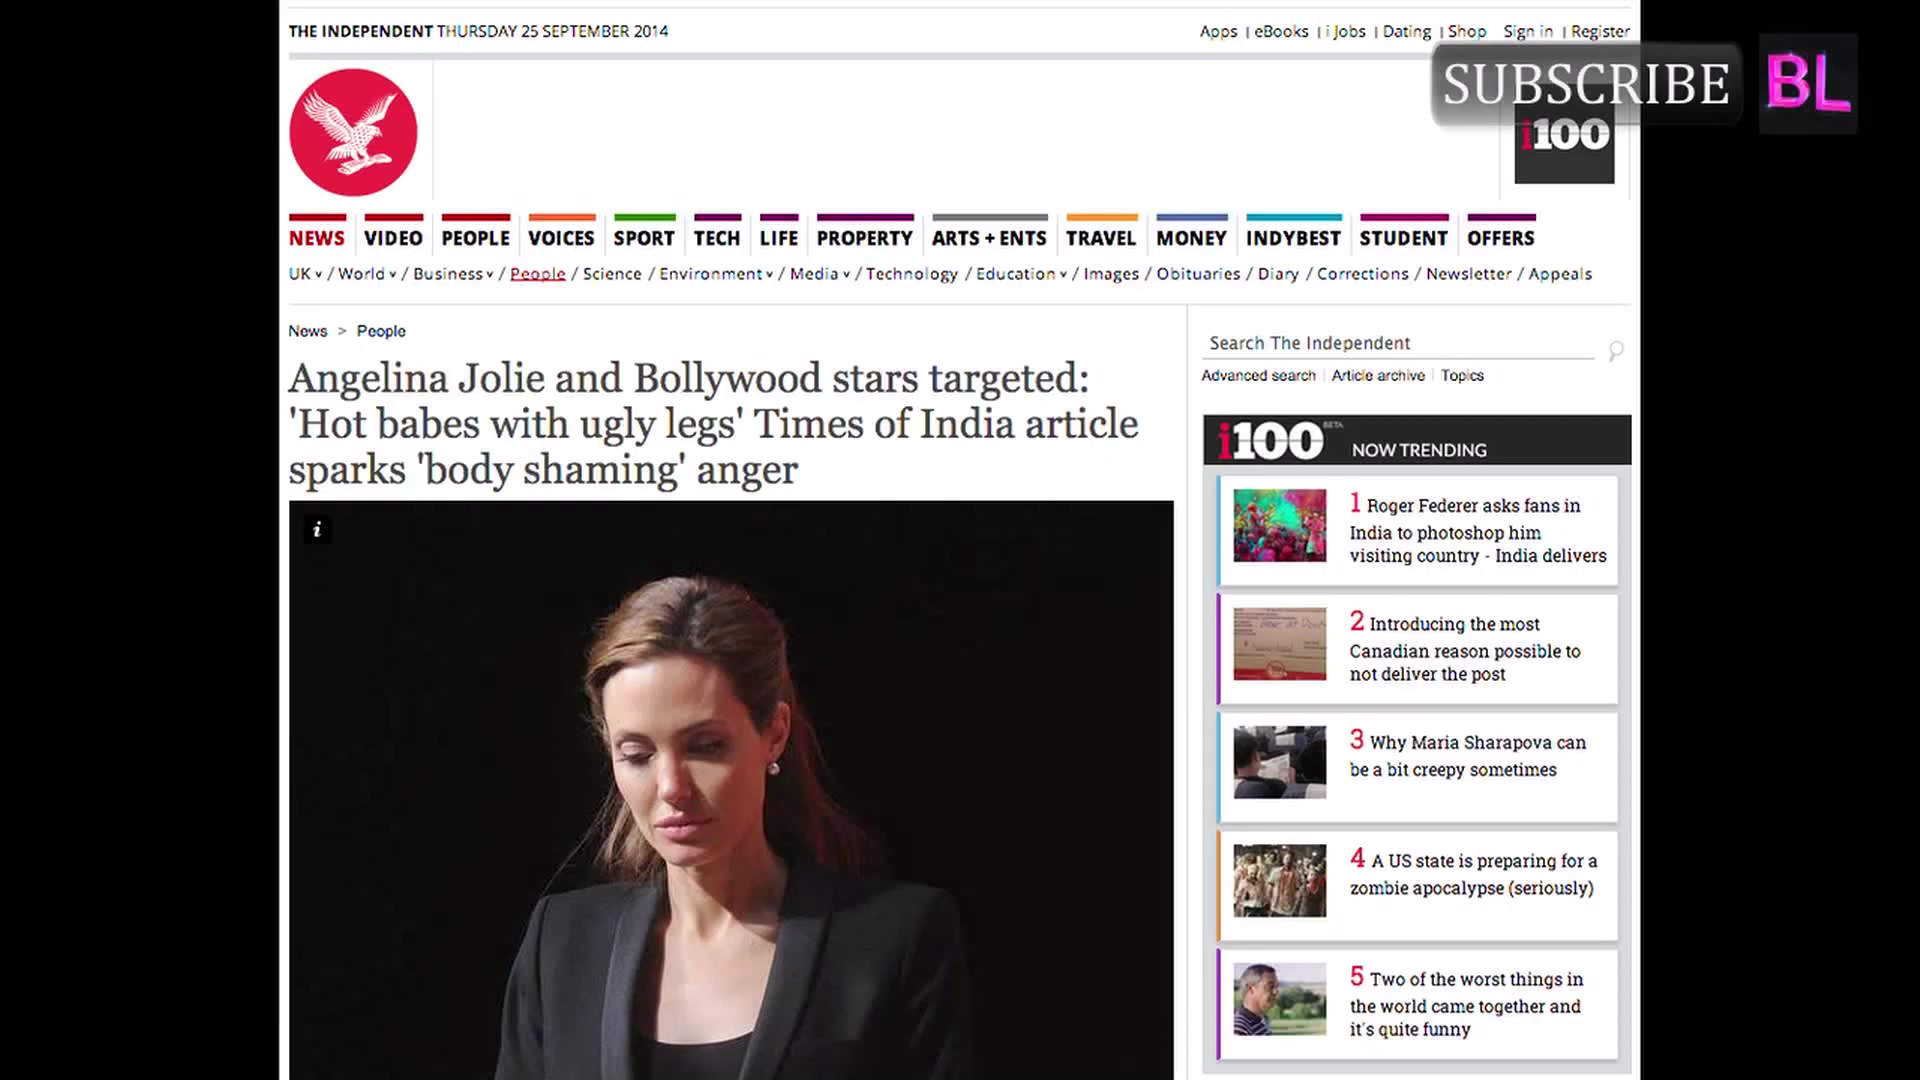 THE INDEPENDENT THURSDAY 25 SEPTEMBER 2014
Apps | eBooks | i Jobs | Dating | Shop Sign in | Register
SUBSCRIBE BL
i100
NEWS VIDEO PEOPLE VOICES SPORT TECH LIFE PROPERTY ARTS + ENTS TRAVEL MONEY INDYBEST STUDENT OFFERS
UK / World / Business / People / Science / Environment / Media / Technology / Education / Images / Obituaries / Diary / Corrections / Newsletter / Appeals
News > People
Angelina Jolie and Bollywood stars targeted:
'Hot babes with ugly legs' Times of India article
sparks 'body shaming' anger
i
Search The Independent
Advanced search | Article archive | Topics
i100 BETA NOW TRENDING
1 Roger Federer asks fans in
India to photoshop him
visiting country - India delivers
2 Introducing the most
Canadian reason possible to
not deliver the post
3 Why Maria Sharapova can
be a bit creepy sometimes
4 A US state is preparing for a
zombie apocalypse (seriously)
5 Two of the worst things in
the world came together and
it's quite funny